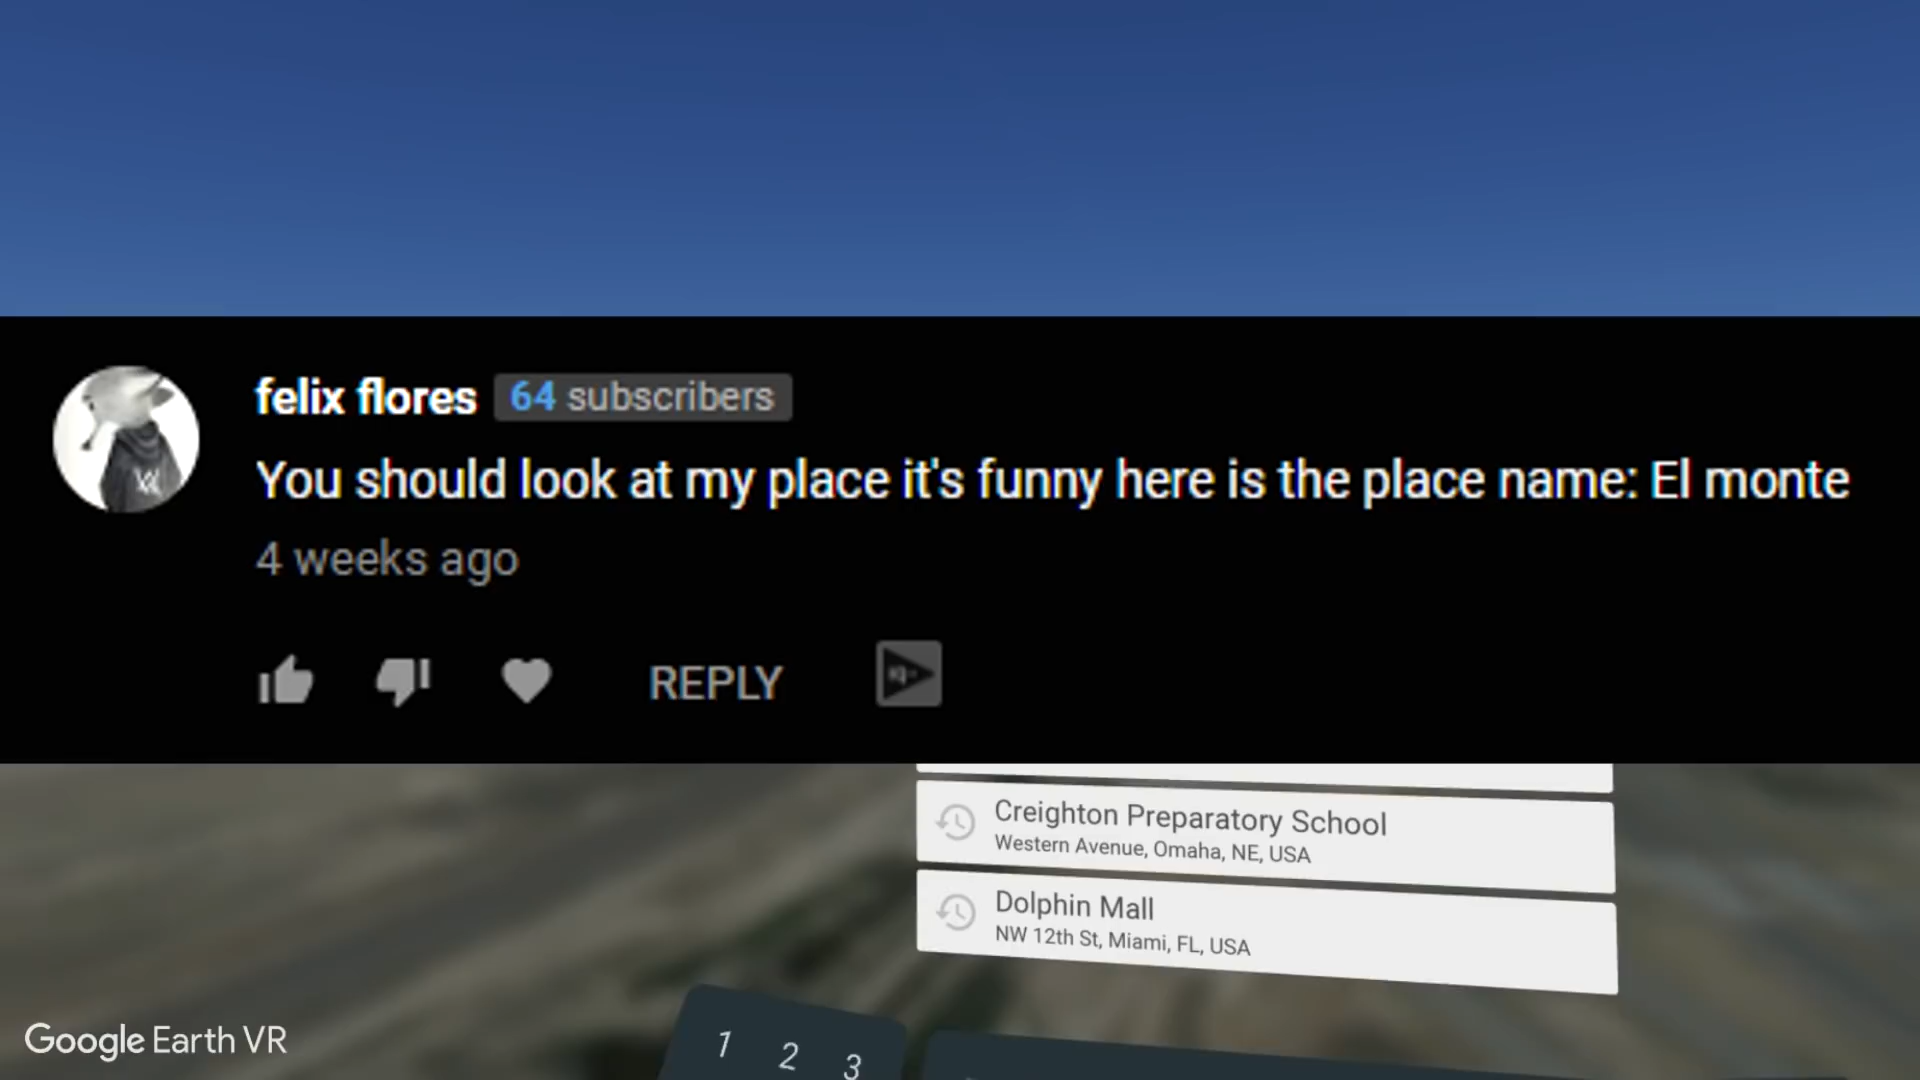 felix flores 64 subscribers
You should look at my place it's funny here is the place name: El monte
4 weeks ago
REPLY
Creighton Preparatory School
Western Avenue, Omaha, NE, USA
Dolphin Mall
NW 12th St, Miami, FL, USA
1 2 3
Google Earth VR